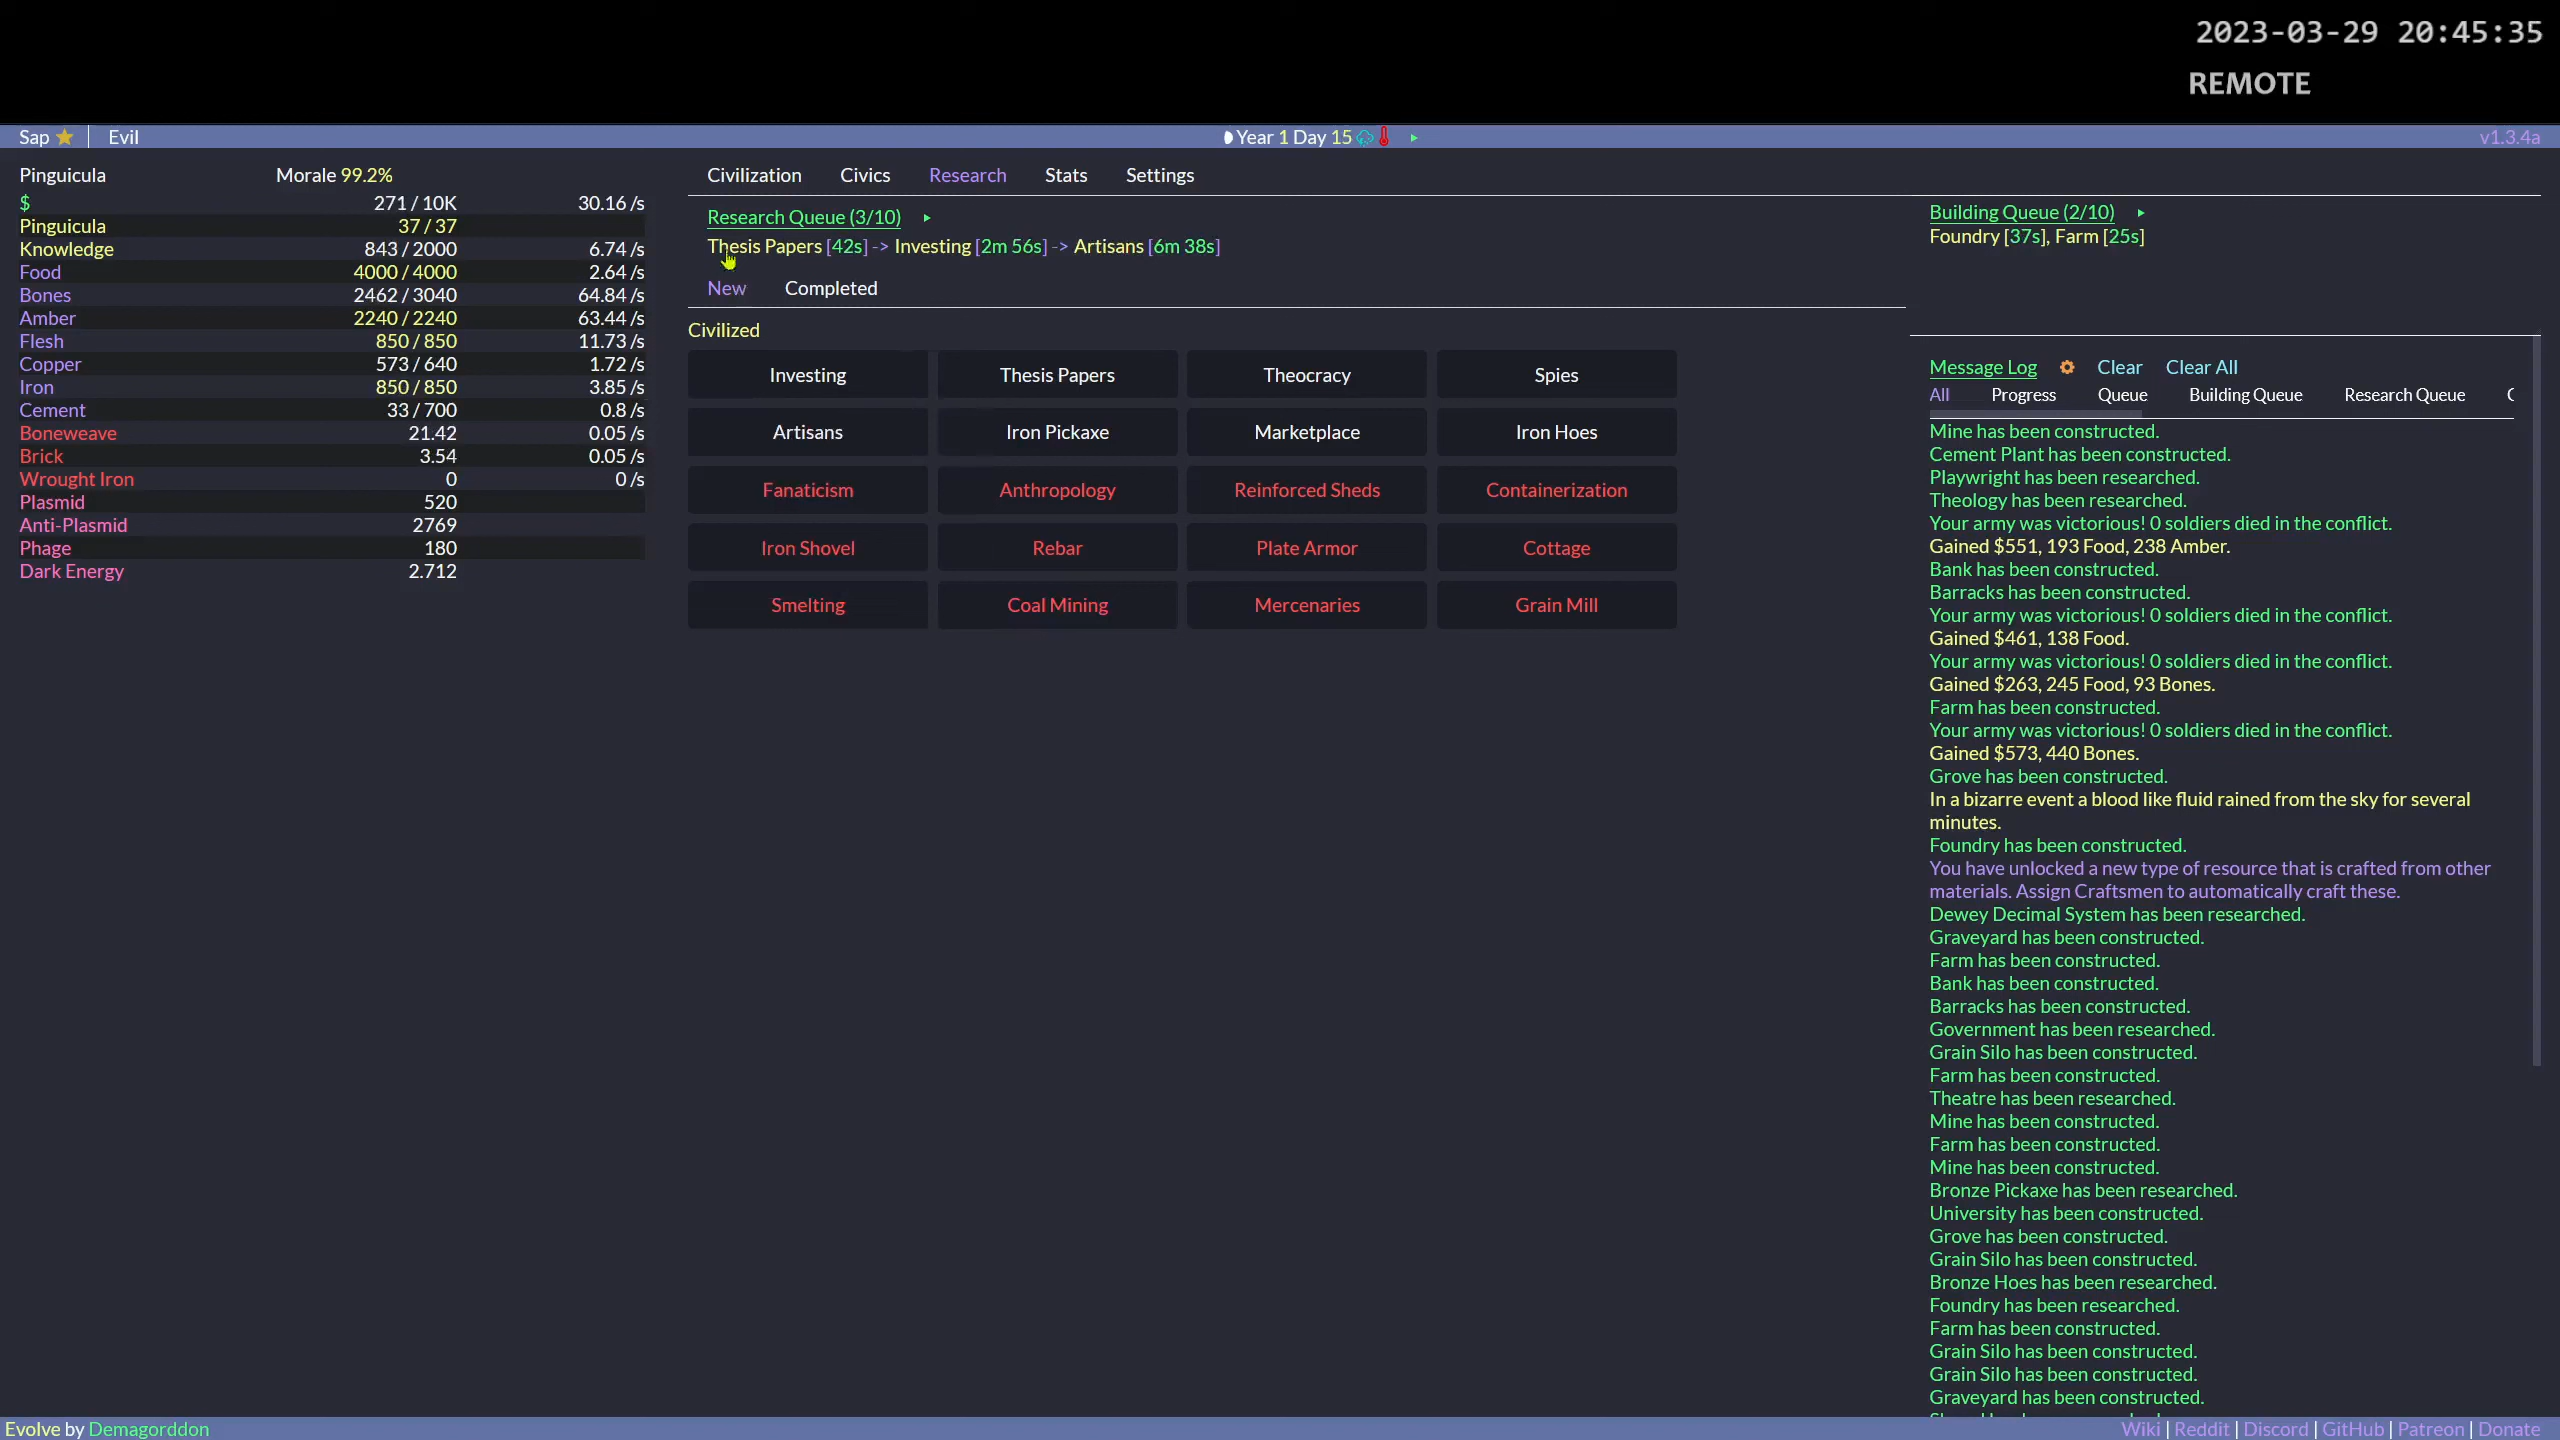 2023-03-29 20:45:35
REMOTE
Sap Evil
Year 1 Day 15
v1.3.4a
Pinguicula Morale 99.2%
$ 271 / 10K 30.16 /s
Pinguicula 37 / 37
Knowledge 843 / 2000 6.74 /s
Food 4000 / 4000 2.64 /s
Bones 2462 / 3040 64.84 /s
Amber 2240 / 2240 63.44 /s
Flesh 850 / 850 11.73 /s
Copper 573 / 640 1.72 /s
Iron 850 / 850 3.85 /s
Cement 33 / 700 0.8 /s
Boneweave 21.42 0.05 /s
Brick 3.54 0.05 /s
Wrought Iron 0 0 /s
Plasmid 520
Anti-Plasmid 2769
Phage 180
Dark Energy 2.712
Civilization Civics Research Stats Settings
Research Queue (3/10)
Thesis Papers [42s] -> Investing [2m 56s] -> Artisans [6m 38s]
New Completed
Civilized
Investing Thesis Papers Theocracy Spies
Artisans Iron Pickaxe Marketplace Iron Hoes
Fanaticism Anthropology Reinforced Sheds Containerization
Iron Shovel Rebar Plate Armor Cottage
Smelting Coal Mining Mercenaries Grain Mill
Building Queue (2/10)
Foundry [37s], Farm [25s]
Message Log Clear Clear All
All Progress Queue Building Queue Research Queue
Mine has been constructed.
Cement Plant has been constructed.
Playwright has been researched.
Theology has been researched.
Your army was victorious! 0 soldiers died in the conflict.
Gained $551, 193 Food, 238 Amber.
Bank has been constructed.
Barracks has been constructed.
Your army was victorious! 0 soldiers died in the conflict.
Gained $461, 138 Food.
Your army was victorious! 0 soldiers died in the conflict.
Gained $263, 245 Food, 93 Bones.
Farm has been constructed.
Your army was victorious! 0 soldiers died in the conflict.
Gained $573, 440 Bones.
Grove has been constructed.
In a bizarre event a blood like fluid rained from the sky for several
minutes.
Foundry has been constructed.
You have unlocked a new type of resource that is crafted from other
materials. Assign Craftsmen to automatically craft these.
Dewey Decimal System has been researched.
Graveyard has been constructed.
Farm has been constructed.
Bank has been constructed.
Barracks has been constructed.
Government has been researched.
Grain Silo has been constructed.
Farm has been constructed.
Theatre has been researched.
Mine has been constructed.
Farm has been constructed.
Mine has been constructed.
Bronze Pickaxe has been researched.
University has been constructed.
Grove has been constructed.
Grain Silo has been constructed.
Bronze Hoes has been researched.
Foundry has been researched.
Farm has been constructed.
Grain Silo has been constructed.
Grain Silo has been constructed.
Graveyard has been constructed.
Evolve by Demagorddon
Wiki | Reddit | Discord | GitHub | Patreon | Donate